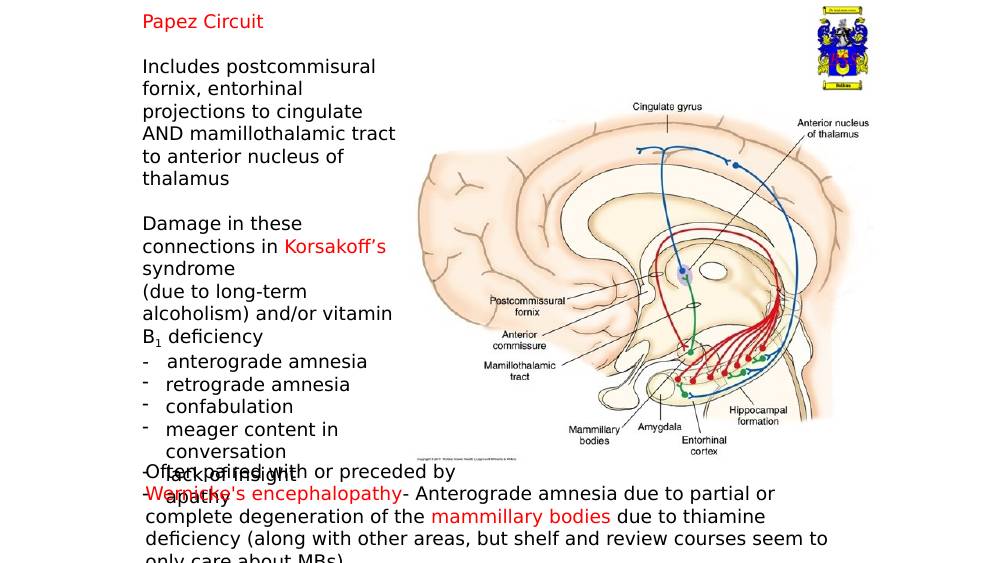 Papez Circuit
Includes postcommisural
fornix, entorhinal
projections to cingulate
AND mamillothalamic tract
to anterior nucleus of
thalamus
Damage in these
connections in Korsakoff’s
syndrome
(due to long-term
alcoholism) and/or vitamin
B1 deficiency
- anterograde amnesia
- retrograde amnesia
- confabulation
- meager content in
conversation
- lack of insight
- apathy
Often paired with or preceded by
Wernicke's encephalopathy- Anterograde amnesia due to partial or
complete degeneration of the mammillary bodies due to thiamine
deficiency (along with other areas, but shelf and review courses seem to
only care about MBs)
Cingulate gyrus
Anterior nucleus
of thalamus
Postcommissural
fornix
Anterior
commissure
Mamillothalamic
tract
Mammillary
bodies
Amygdala
Entorhinal
cortex
Hippocampal
formation